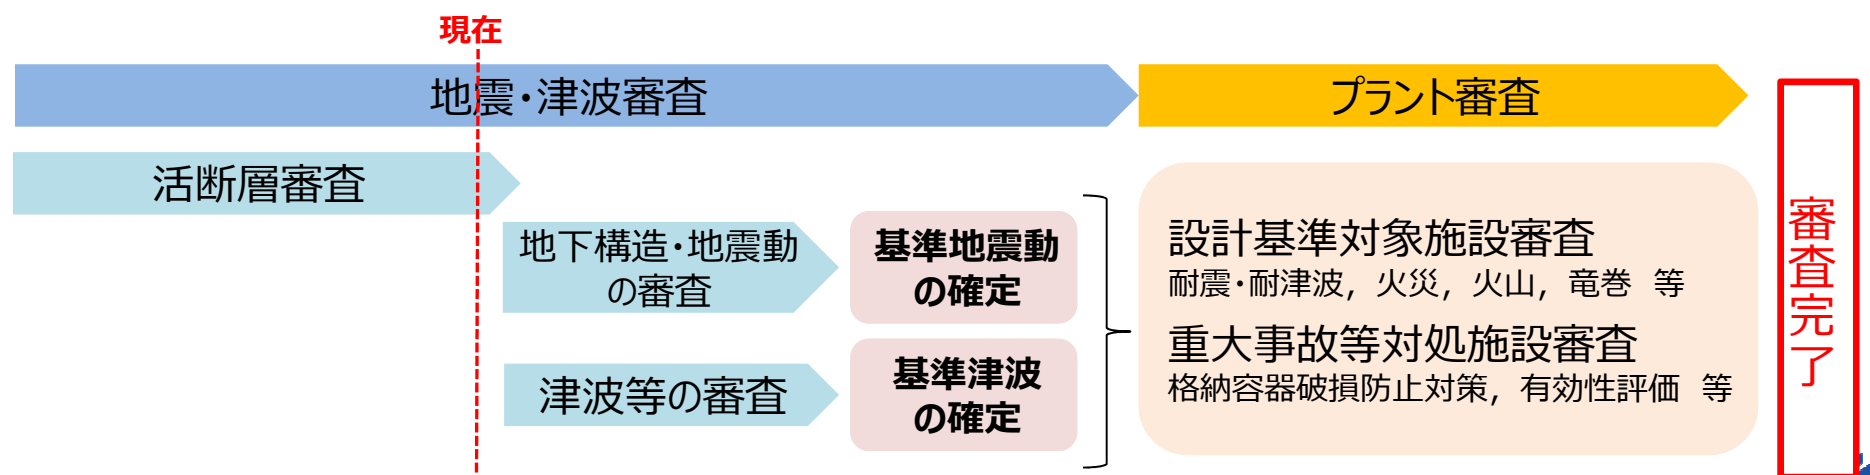 現在
地震・津波審査
プラント審査
活断層審査
地下構造・地震動
の審査
基準地震動
の確定
津波等の審査
基準津波
の確定
設計基準対象施設審査
耐震・耐津波，火災，火山，竜巻　等
重大事故等対処施設審査
格納容器破損防止対策，有効性評価　等
審査完了